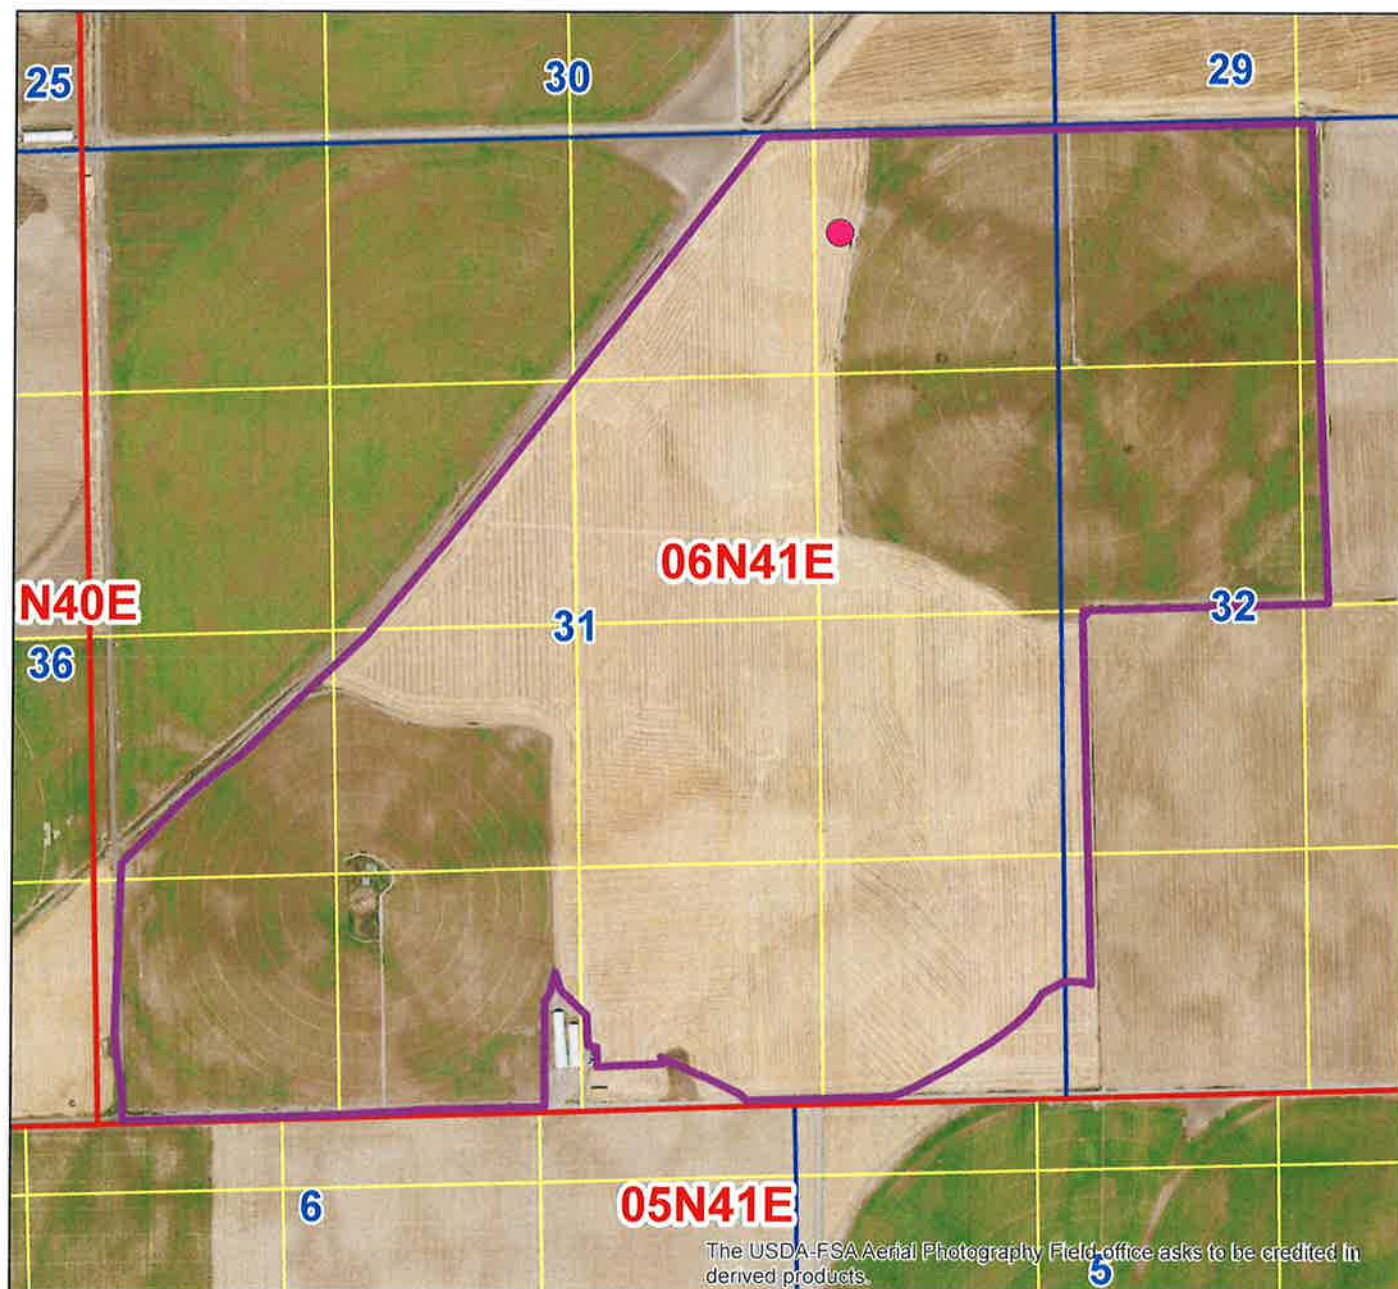 25
30
29
06N41E
N40E
31
32
36
6
05N41E
The USDA-FSA Aerial Photography Field office asks to be credited in
derived products.
5